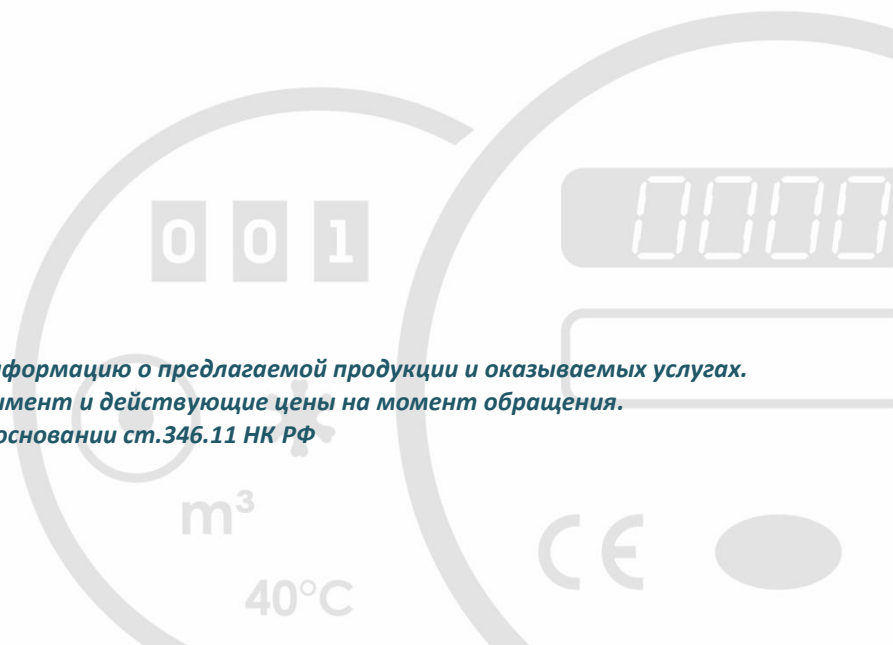 001
0000
формацию о предлагаемой продукции и оказываемых услугах.
мент и действующие цены на момент обращения.
основании ст.346.11 НК РФ
m³
CE
40°C